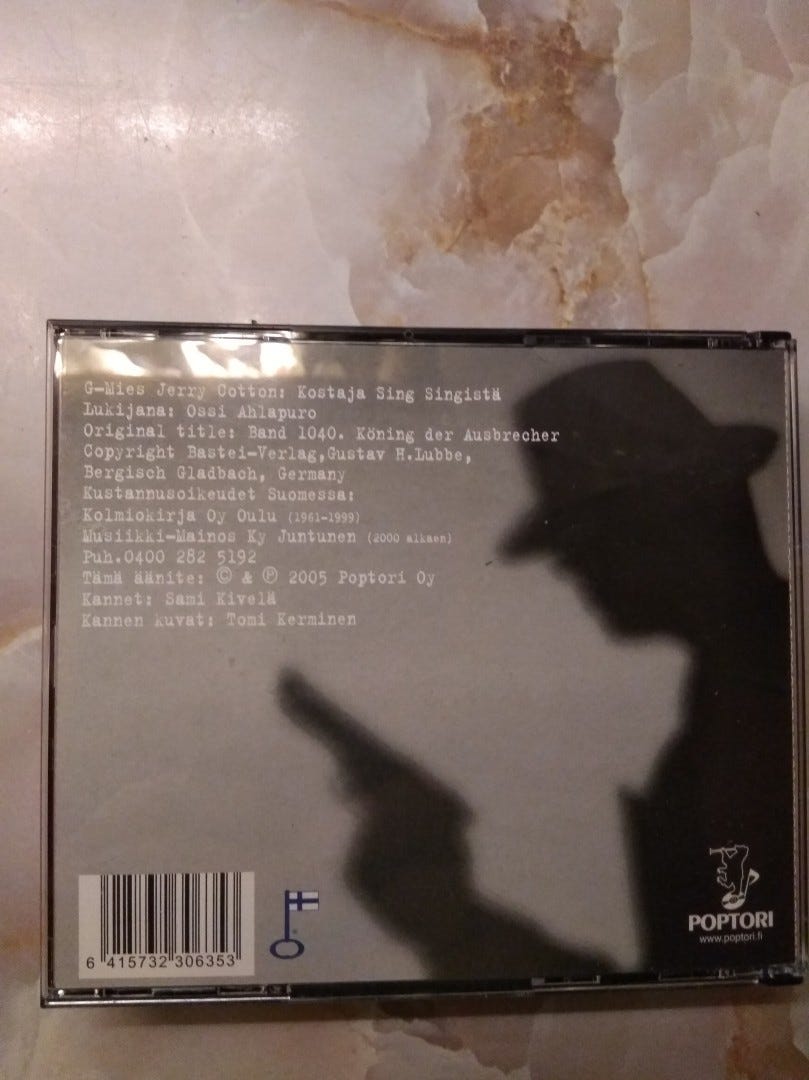 G-Mies Jerry Cotton: Kostaja Sing Singistä
Lukijana: Ossi Ahlapuro
Original title: Band 1040. Köning der Ausbrecher
Copyright Bastei-Verlag,Gustav H.Lubbe,
Bergisch Gladbach, Germany
Kustannusoikeudet Suomessa:
Kolmiokirja Oy Oulu (1961-1999)
Musiikki-Mainos Ky Juntunen (2000 alkaen)
Puh.0400 282 5192
Tämä äänite: © & ℗ 2005 Poptori Oy
Kannet: Sami Kivelä
Kannen kuvat: Tomi Kerminen
6 415732 306353
POPTORI
www.poptori.fi